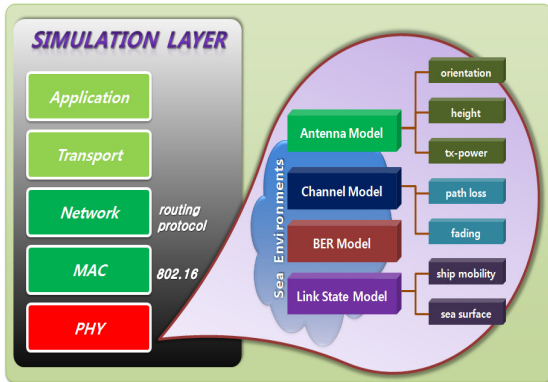 SIMULATION LAYER
Application
Transport
Network
routing
protocol
MAC
802.16
PHY
Sea Environments
Antenna Model
orientation
height
tx-power
Channel Model
path loss
fading
BER Model
Link State Model
ship mobility
sea surface